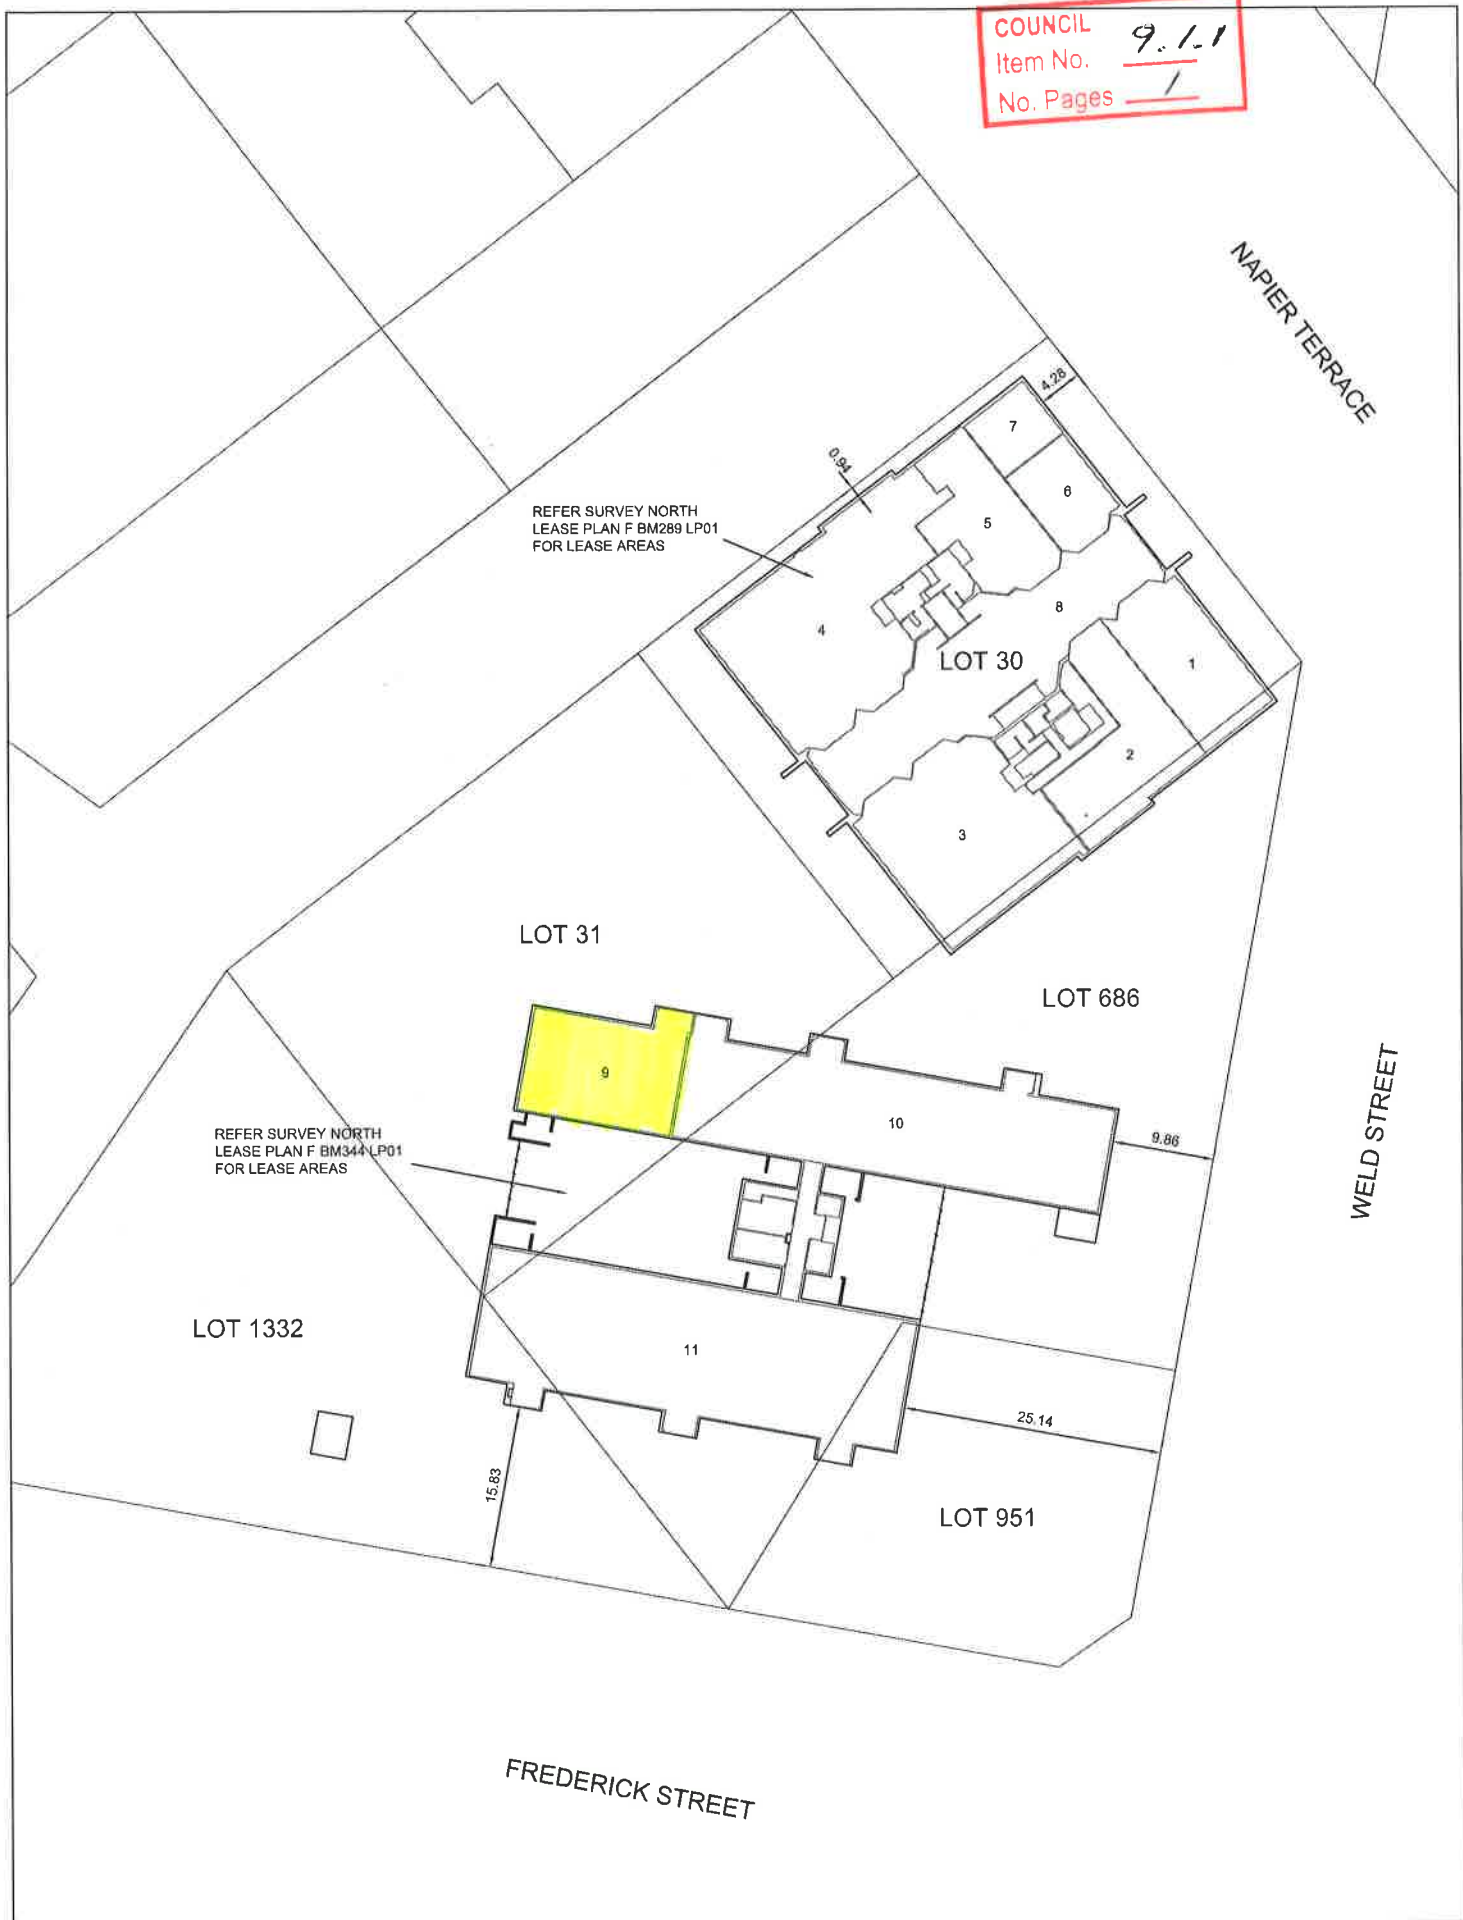 COUNCIL 9.1.1
Item No.
No. Pages 1
NAPIER TERRACE
4.28
7
0.94
6
REFER SURVEY NORTH
LEASE PLAN F BM289 LP01
FOR LEASE AREAS
5
8
4
LOT 30
1
2
3
LOT 31
LOT 686
9
10
WELD STREET
REFER SURVEY NORTH
LEASE PLAN F BM344 LP01
FOR LEASE AREAS
9.86
LOT 1332
11
25.14
15.83
LOT 951
FREDERICK STREET